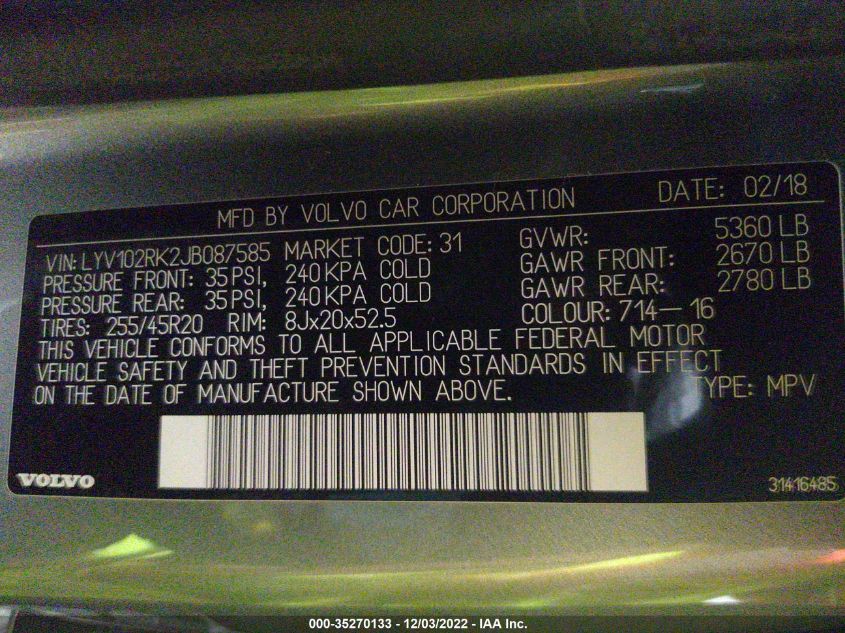 MFD BY VOLVO CAR CORPORATION DATE: 02/18
VIN: LYV102RK2JB087585 MARKET CODE: 31 GVWR: 5360 LB
PRESSURE FRONT: 35 PSI, 240 KPA COLD GAWR FRONT: 2670 LB
PRESSURE REAR: 35 PSI, 240 KPA COLD GAWR REAR: 2780 LB
TIRES: 255/45R20 RIM: 8Jx20x52.5 COLOUR: 714-16
THIS VEHICLE CONFORMS TO ALL APPLICABLE FEDERAL MOTOR
VEHICLE SAFETY AND THEFT PREVENTION STANDARDS IN EFFECT
ON THE DATE OF MANUFACTURE SHOWN ABOVE. TYPE: MPV
VOLVO 31416485
000-35270133 - 12/03/2022 - IAA Inc.